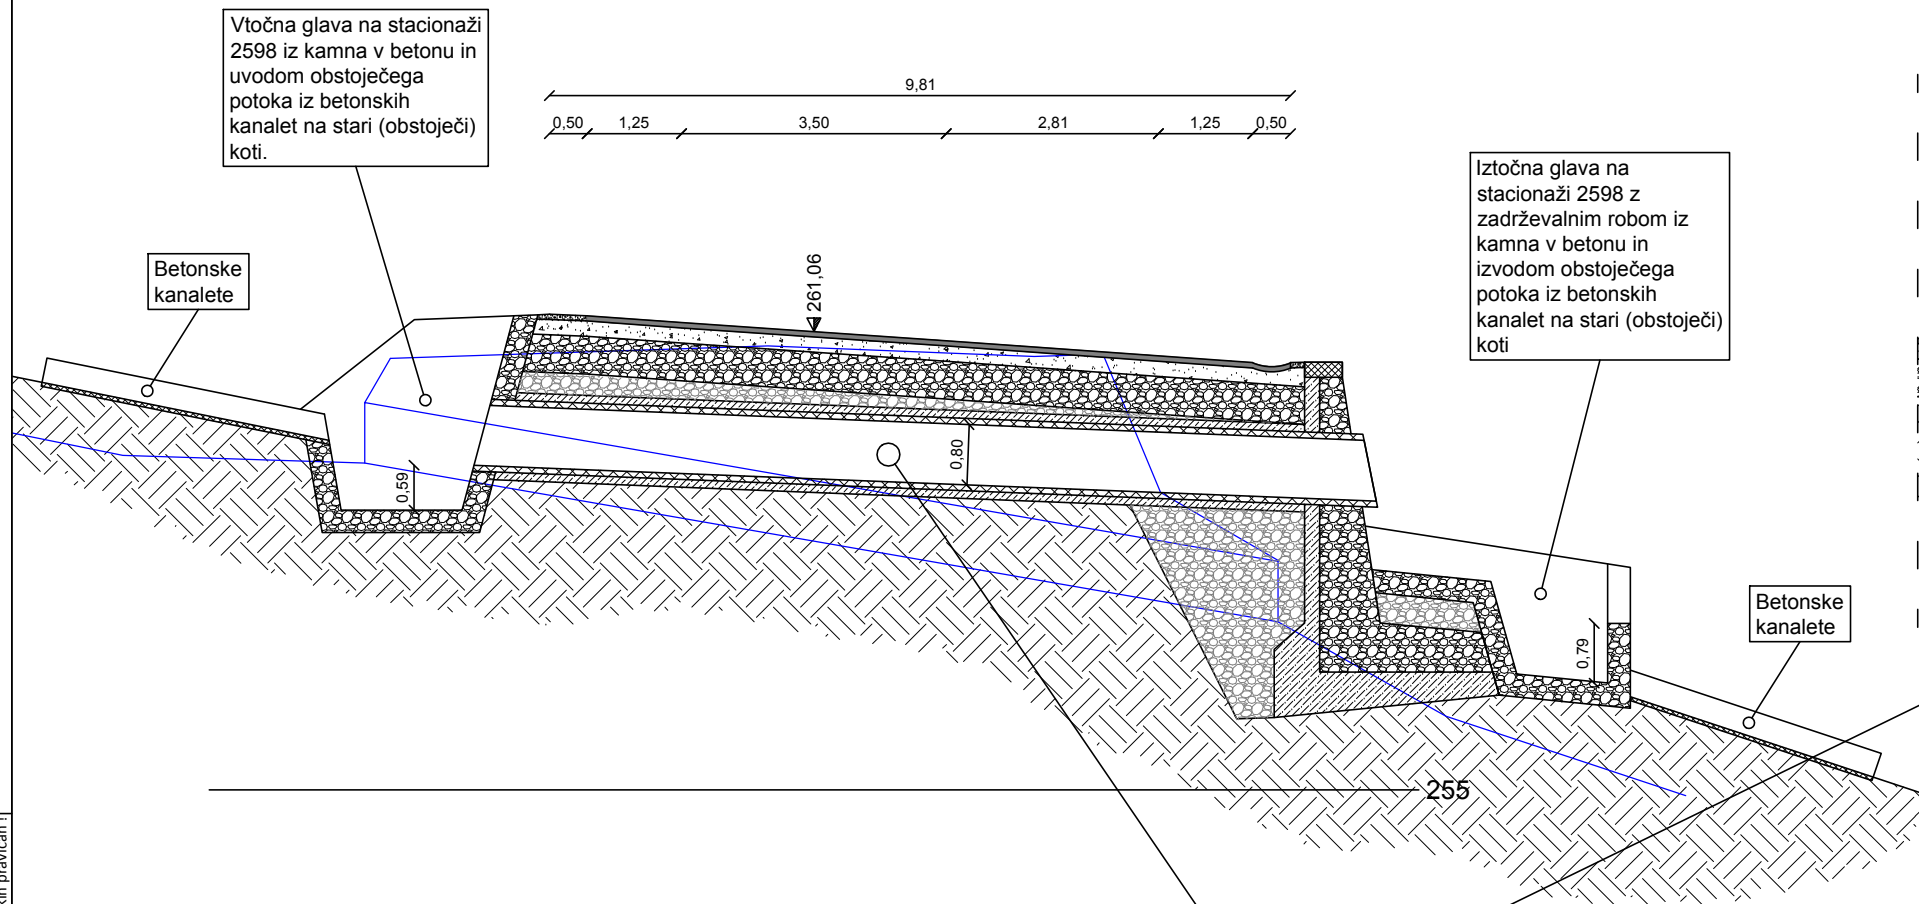 Vtočna glava na stacionaži
2598 iz kamna v betonu in
uvodom obstoječega
potoka iz betonskih
kanalet na stari (obstoječi)
koti.
9,81
0,50 1,25 3,50 2,81 1,25 0,50
Iztočna glava na
stacionaži 2598 z
zadrževalnim robom iz
kamna v betonu in
izvodom obstoječega
potoka iz betonskih
kanalet na stari (obstoječi)
koti
Betonske
kanalete
261,06
0,80
0,59
0,79
Betonske
kanalete
255
pravičan !